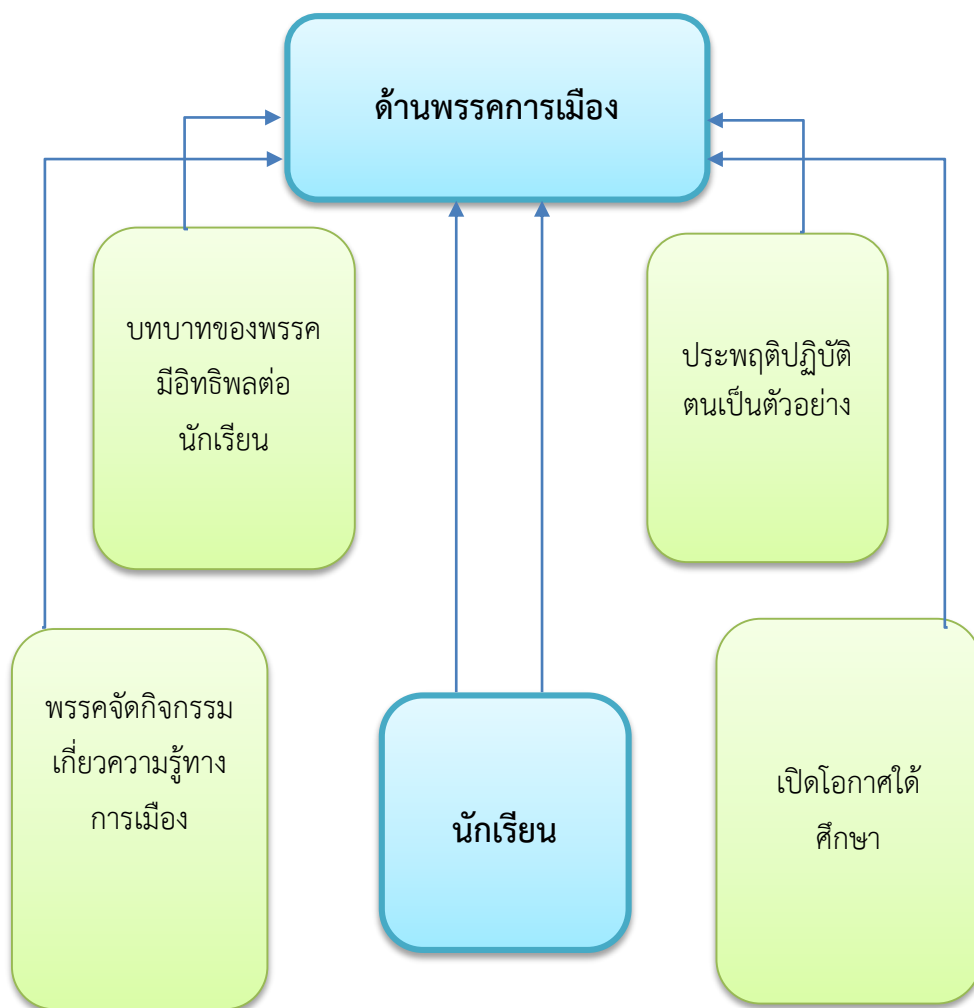 ด้านพรรคการเมือง
บทบาทของพรรค
มีอิทธิพลต่อ
นักเรียน
ประพฤติปฏิบัติ
ตนเป็นตัวอย่าง
พรรคจัดกิจกรรม
เกี่ยวความรู้ทาง
การเมือง
นักเรียน
เปิดโอกาศใด้
ศึกษา